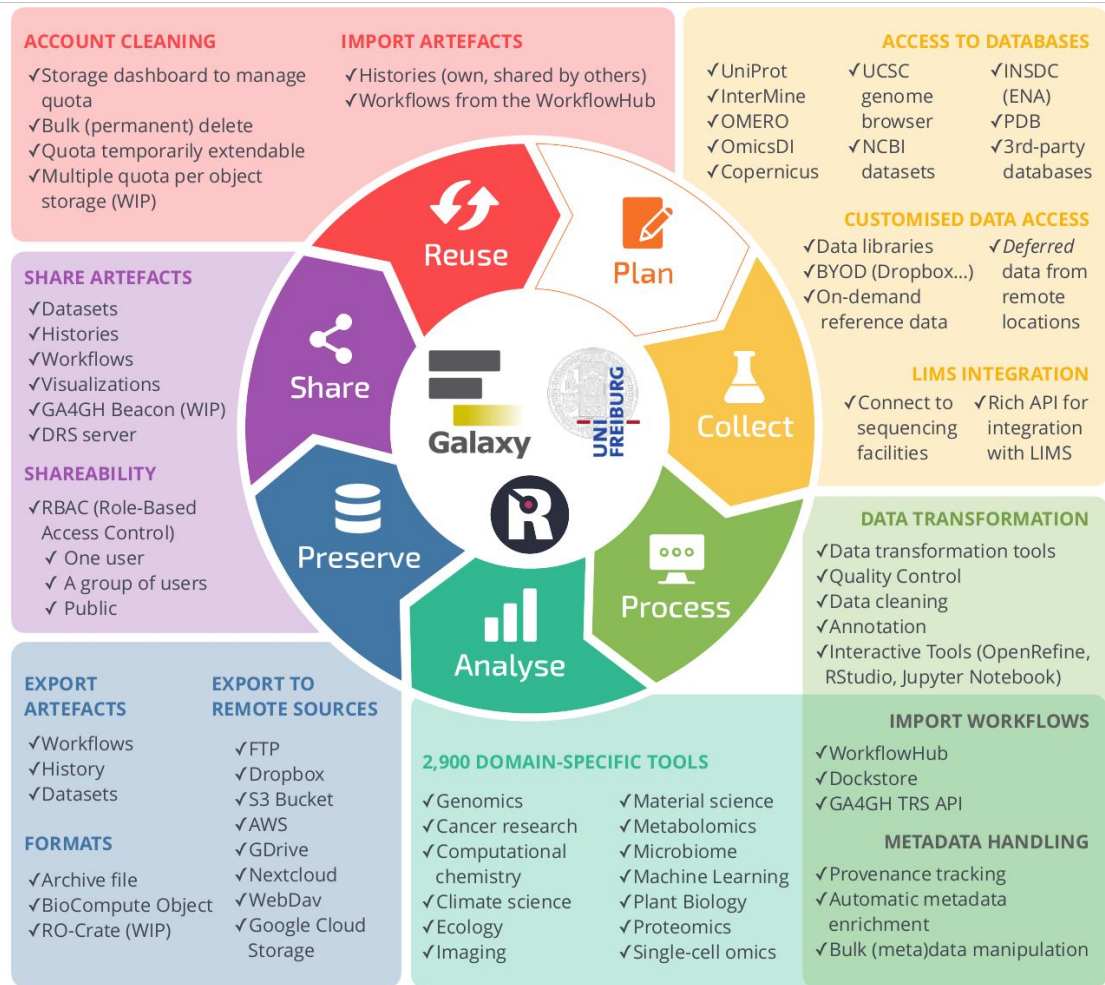 ACCOUNT CLEANING
✓Storage dashboard to manage
quota
✓Bulk (permanent) delete
✓Quota temporarily extendable
✓Multiple quota per object
storage (WIP)
IMPORT ARTEFACTS
✓Histories (own, shared by others)
✓Workflows from the WorkflowHub
ACCESS TO DATABASES
✓UniProt
✓InterMine
✓OMERO
✓OmicsDI
✓Copernicus
✓UCSC
genome
browser
✓NCBI
datasets
✓INSDC
(ENA)
✓PDB
✓3rd-party
databases
CUSTOMISED DATA ACCESS
✓Data libraries
✓BYOD (Dropbox...)
✓On-demand
reference data
✓Deferred
data from
remote
locations
LIMS INTEGRATION
✓Connect to
sequencing
facilities
✓Rich API for
integration
with LIMS
SHARE ARTEFACTS
✓Datasets
✓Histories
✓Workflows
✓Visualizations
✓GA4GH Beacon (WIP)
✓DRS server
SHAREABILITY
✓RBAC (Role-Based
Access Control)
✓ One user
✓ A group of users
✓ Public
Reuse
Plan
Share
Collect
Preserve
Process
Analyse
Galaxy
UNI
FREIBURG
R
DATA TRANSFORMATION
✓Data transformation tools
✓Quality Control
✓Data cleaning
✓Annotation
✓Interactive Tools (OpenRefine,
RStudio, Jupyter Notebook)
IMPORT WORKFLOWS
✓WorkflowHub
✓Dockstore
✓GA4GH TRS API
METADATA HANDLING
✓Provenance tracking
✓Automatic metadata
enrichment
✓Bulk (meta)data manipulation
EXPORT
ARTEFACTS
✓Workflows
✓History
✓Datasets
FORMATS
✓Archive file
✓BioCompute Object
✓RO-Crate (WIP)
EXPORT TO
REMOTE SOURCES
✓FTP
✓Dropbox
✓S3 Bucket
✓AWS
✓GDrive
✓Nextcloud
✓WebDav
✓Google Cloud
Storage
2,900 DOMAIN-SPECIFIC TOOLS
✓Genomics
✓Cancer research
✓Computational
chemistry
✓Climate science
✓Ecology
✓Imaging
✓Material science
✓Metabolomics
✓Microbiome
✓Machine Learning
✓Plant Biology
✓Proteomics
✓Single-cell omics